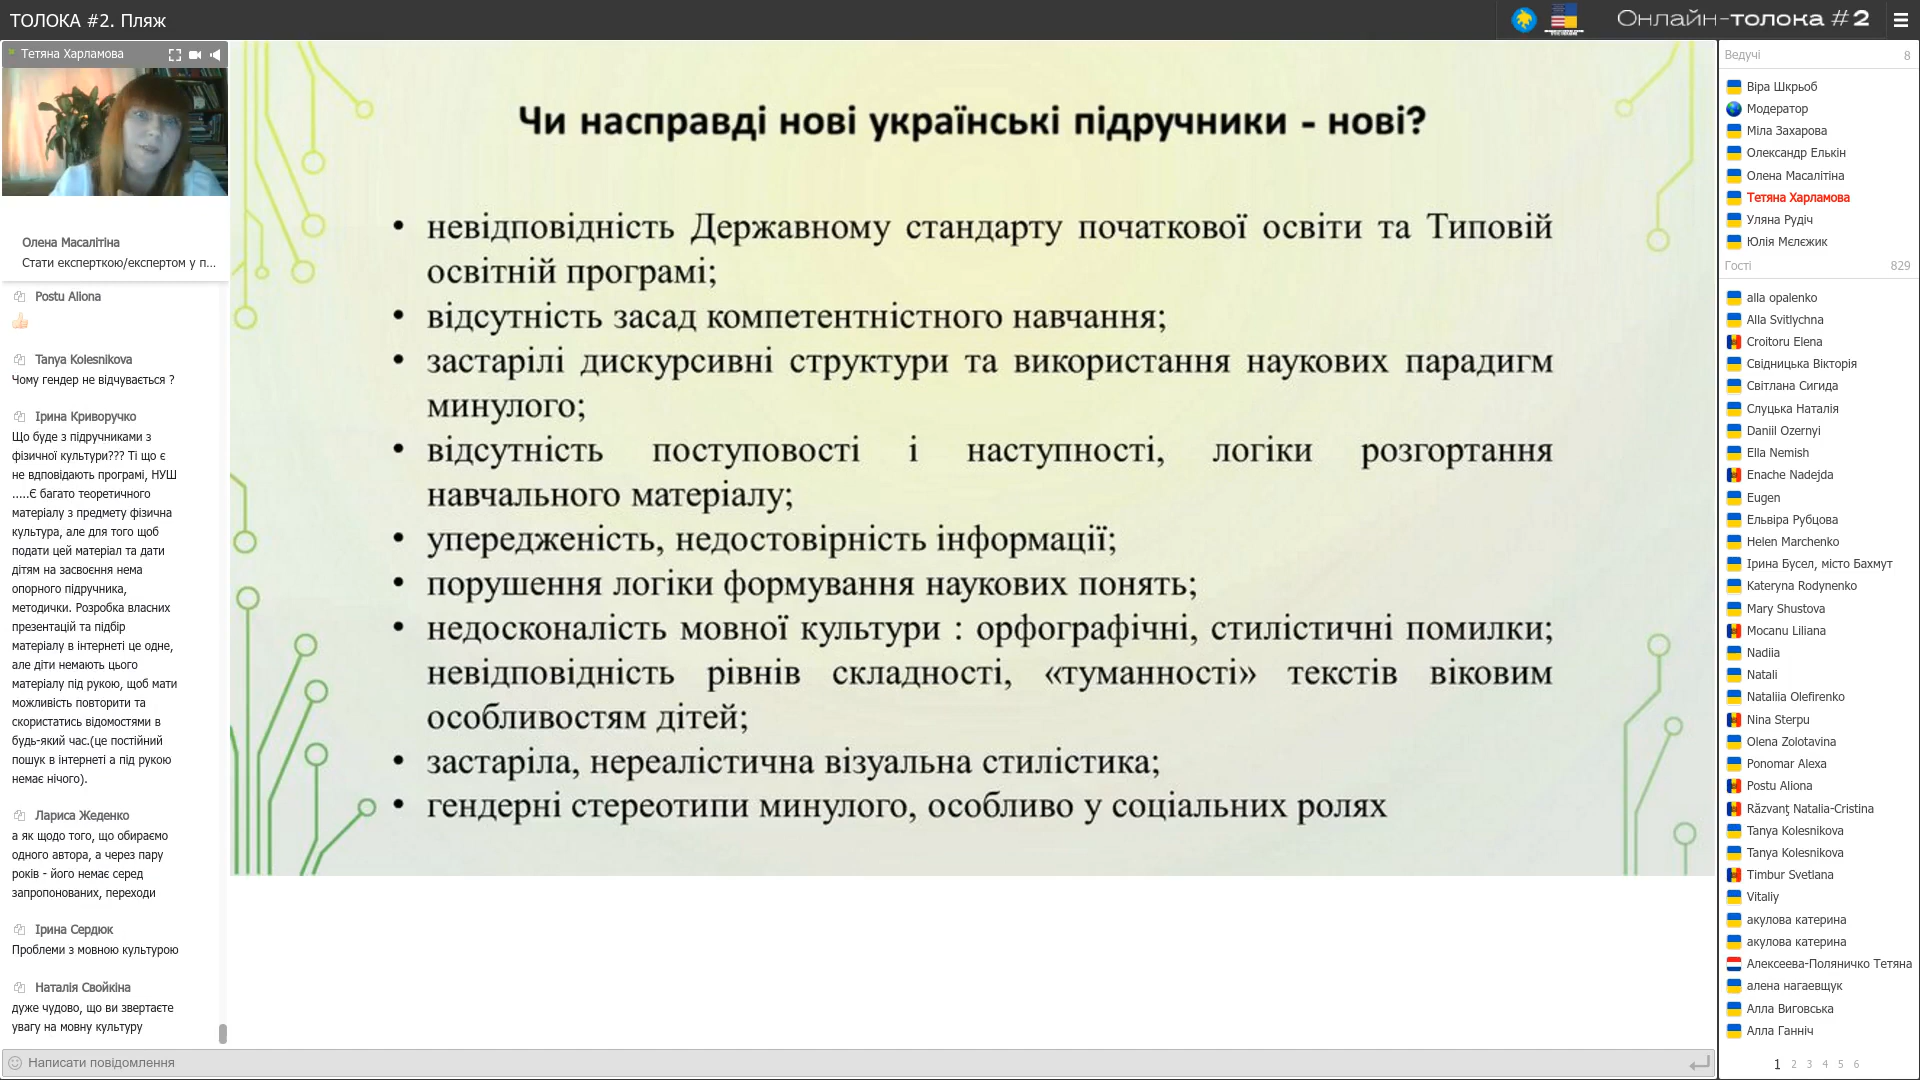 ТОЛОКА #2. Пляж
Онлайн-толока #2
Тетяна Харламова
Олена Масалітіна
Стати експерткою/експертом у п...
Postu Aliona
Tanya Kolesnikova
Чому гендер не відчувається ?
Ірина Криворучко
Що буде з підручниками з
фізичної культури??? Ті що є
не вдповідають програмі, НУШ
.....Є багато теоретичного
матеріалу з предмету фізична
культура, але для того щоб
подати цей матеріал та дати
дітям на засвоєння нема
опорного підручника,
методички. Розробка власних
презентацій та підбір
матеріалу в інтернеті це одне,
але діти немають цього
матеріалу під рукою, щоб мати
можливість повторити та
скористатись відомостями в
будь-який час.(це постійний
пошук в інтернеті а під рукою
немає нічого).
Лариса Жеденко
а як щодо того, що обираємо
одного автора, а через пару
років - його немає серед
запропонованих, переходи
Ірина Сердюк
Проблеми з мовною культурою
Наталія Свойкіна
дуже чудово, що ви звертаєте
увагу на мовну культуру
Написати повідомлення
Чи насправді нові українські підручники - нові?
• невідповідність Державному стандарту початкової освіти та Типовій
освітній програмі;
• відсутність засад компетентністного навчання;
• застарілі дискурсивні структури та використання наукових парадигм
минулого;
• відсутність поступовості і наступності, логіки розгортання
навчального матеріалу;
• упередженість, недостовірність інформації;
• порушення логіки формування наукових понять;
• недосконалість мовної культури : орфографічні, стилістичні помилки;
невідповідність рівнів складності, «туманності» текстів віковим
особливостям дітей;
• застаріла, нереалістична візуальна стилістика;
• гендерні стереотипи минулого, особливо у соціальних ролях
Ведучі 8
Віра Шкрьоб
Модератор
Міла Захарова
Олександр Елькін
Олена Масалітіна
Тетяна Харламова
Уляна Рудіч
Юлія Мєлєжик
Гості 829
alla opalenko
Alla Svitlychna
Croitoru Elena
Свідницька Вікторія
Світлана Сигида
Слуцька Наталія
Daniil Ozernyi
Ella Nemish
Enache Nadejda
Eugen
Ельвіра Рубцова
Helen Marchenko
Ірина Бусел, місто Бахмут
Kateryna Rodynenko
Mary Shustova
Mocanu Liliana
Nadiia
Natali
Nataliia Olefirenko
Nina Sterpu
Olena Zolotavina
Ponomar Alexa
Postu Aliona
Răzvanţ Natalia-Cristina
Tanya Kolesnikova
Tanya Kolesnikova
Timbur Svetlana
Vitaliy
акулова катерина
акулова катерина
Алексеева-Поляничко Тетяна
алена нагаевщук
Алла Виговська
Алла Ганніч
1 2 3 4 5 6